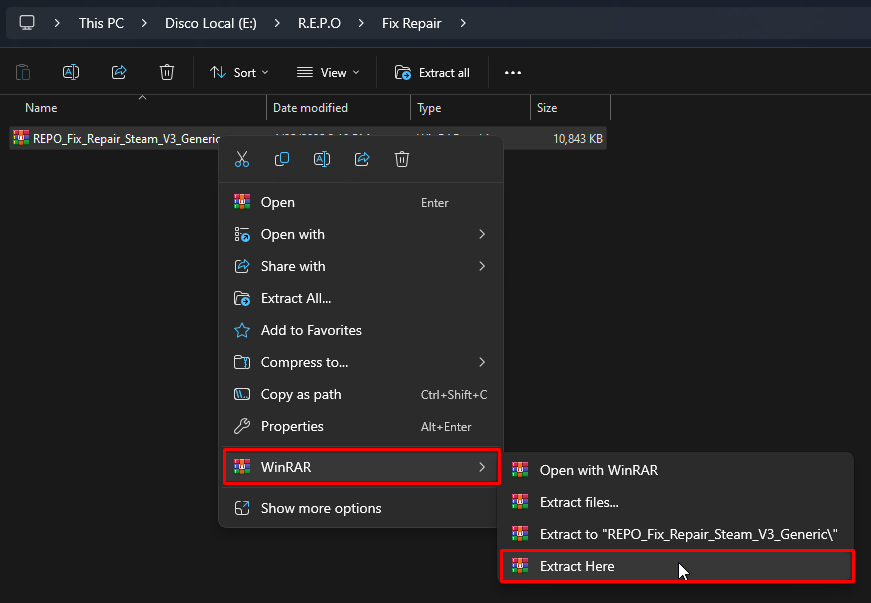 This PC > Disco Local (E:) > R.E.P.O > Fix Repair >
Sort View Extract all
Name Date modified Type Size
REPO_Fix_Repair_Steam_V3_Generic 10,843 KB
Open Enter
Open with
Share with
Extract All...
Add to Favorites
Compress to...
Copy as path Ctrl+Shift+C
Properties Alt+Enter
WinRAR
Show more options
Open with WinRAR
Extract files...
Extract to "REPO_Fix_Repair_Steam_V3_Generic\"
Extract Here